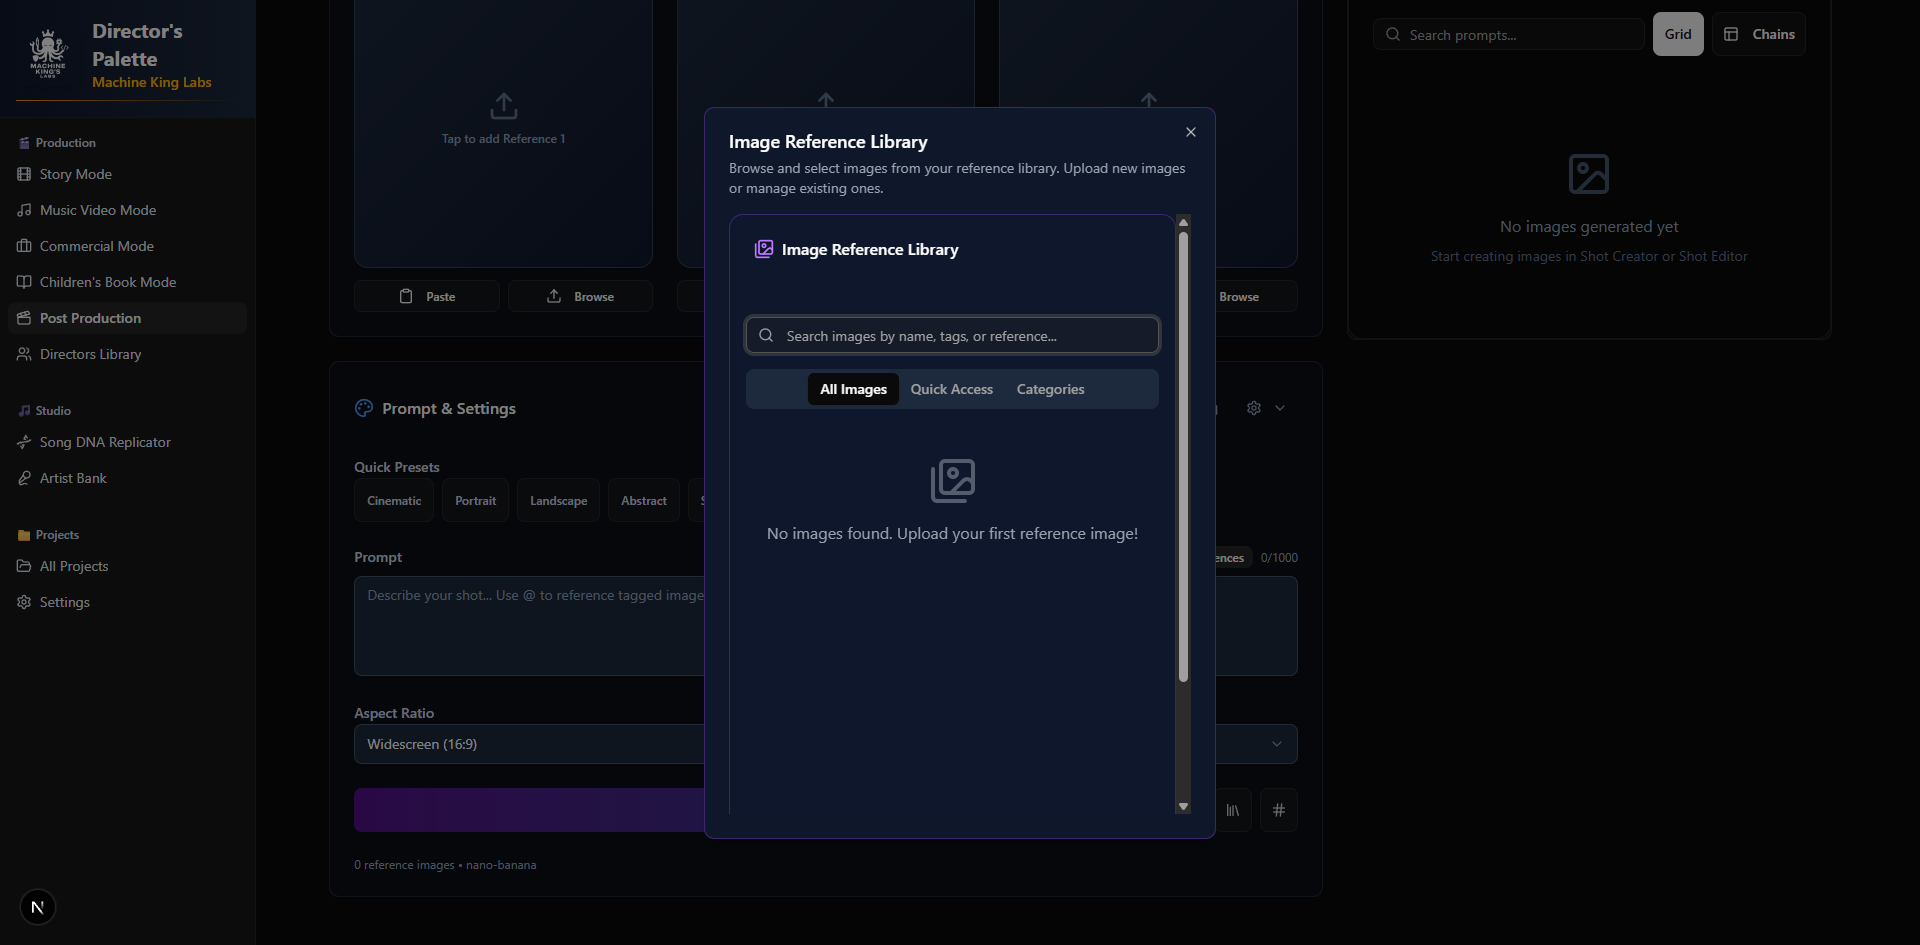 MACHINE
KING'S
LABS
Director's
Palette
Machine King Labs
Production
Story Mode
Music Video Mode
Commercial Mode
Children's Book Mode
Post Production
Directors Library
Studio
Song DNA Replicator
Artist Bank
Projects
All Projects
Settings
N
Tap to add Reference 1
Paste
Browse
Browse
Prompt & Settings
Quick Presets
Cinematic
Portrait
Landscape
Abstract
Prompt
0/1000
Describe your shot... Use @ to reference tagged image
Aspect Ratio
Widescreen (16:9)
0 reference images • nano-banana
Image Reference Library
Browse and select images from your reference library. Upload new images
or manage existing ones.
Image Reference Library
Search images by name, tags, or reference...
All Images
Quick Access
Categories
No images found. Upload your first reference image!
Search prompts...
Grid
Chains
No images generated yet
Start creating images in Shot Creator or Shot Editor